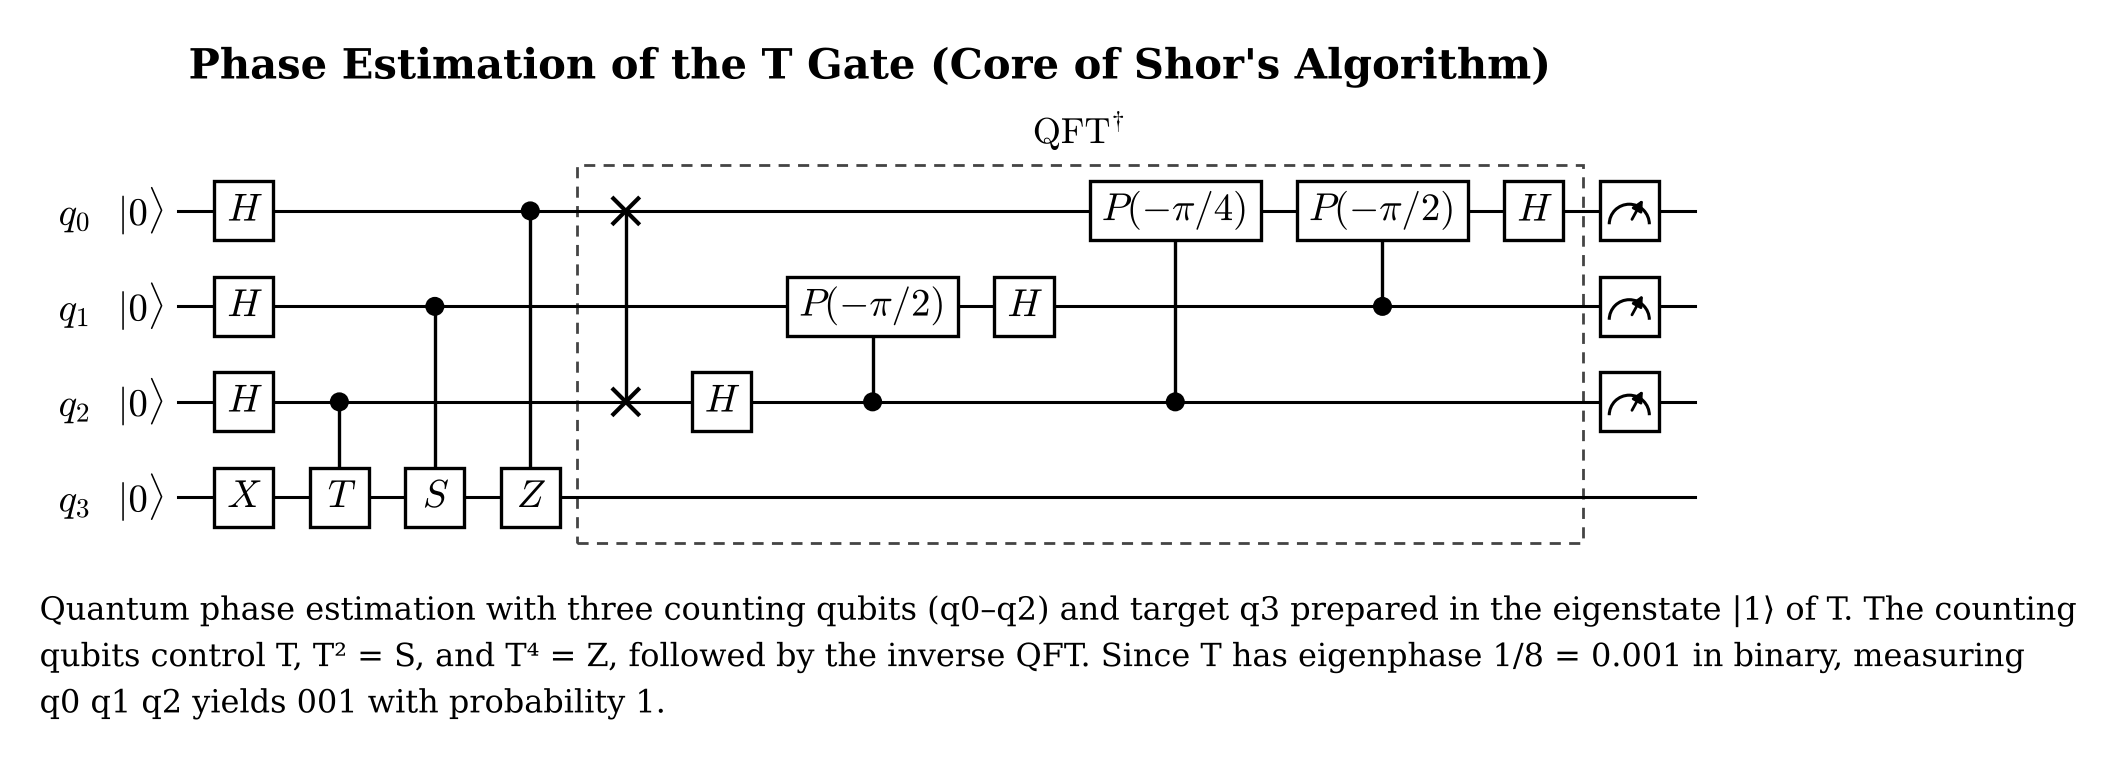 Phase Estimation of the T Gate (Core of Shor's Algorithm)
QFT†
q0 |0⟩ H P(−π/4) P(−π/2) H
q1 |0⟩ H P(−π/2) H
q2 |0⟩ H H
q3 |0⟩ X T S Z
Quantum phase estimation with three counting qubits (q0–q2) and target q3 prepared in the eigenstate |1⟩ of T. The counting
qubits control T, T² = S, and T⁴ = Z, followed by the inverse QFT. Since T has eigenphase 1/8 = 0.001 in binary, measuring
q0 q1 q2 yields 001 with probability 1.